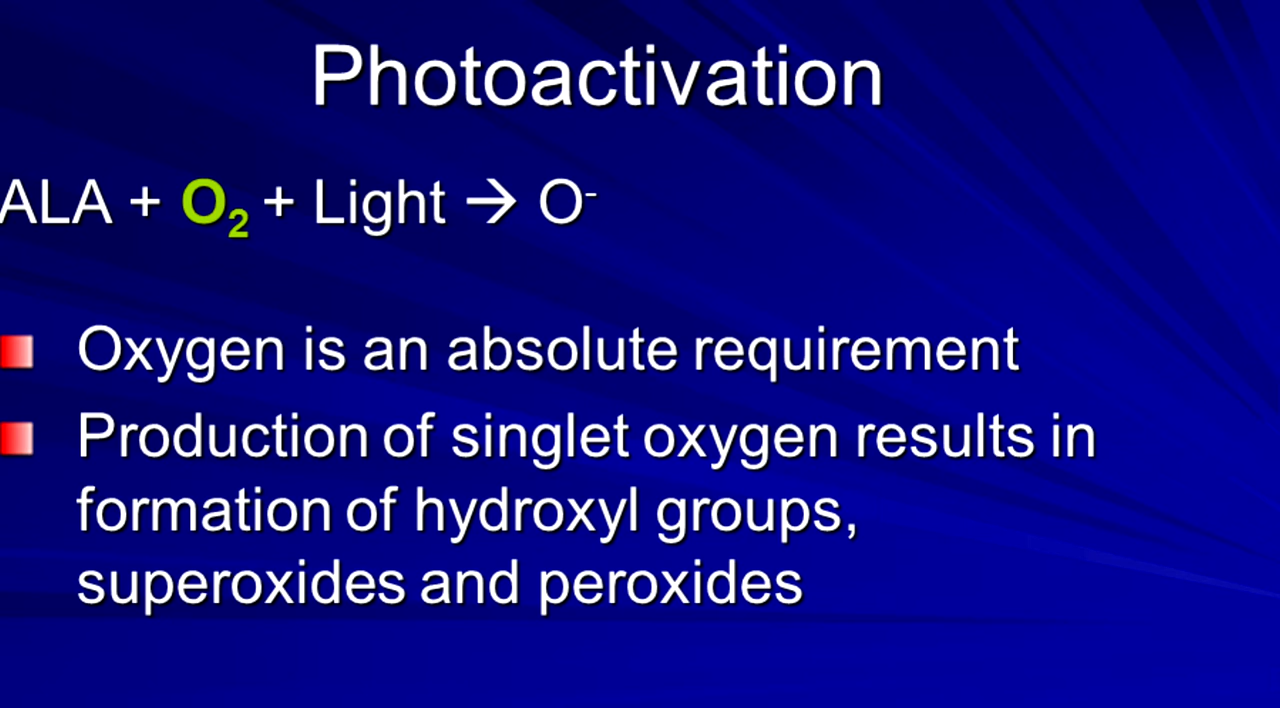 Photoactivation
ALA + O₂ + Light → O⁻
Oxygen is an absolute requirement
Production of singlet oxygen results in
formation of hydroxyl groups,
superoxides and peroxides